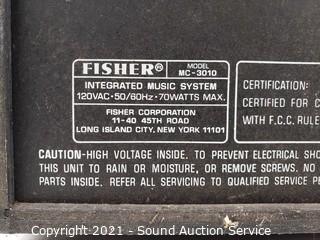 FISHER® MODEL MC-3010
INTEGRATED MUSIC SYSTEM
120VAC·50/60Hz·70WATTS MAX.
FISHER CORPORATION
11-40 45TH ROAD
LONG ISLAND CITY, NEW YORK 11101
CERTIFICATION:
CERTIFIED FOR C
WITH F.C.C. RULE
CAUTION-HIGH VOLTAGE INSIDE. TO PREVENT ELECTRICAL SHO
THIS UNIT TO RAIN OR MOISTURE, OR REMOVE SCREWS. NO
PARTS INSIDE. REFER ALL SERVICING TO QUALIFIED SERVICE PE
Copyright 2021 - Sound Auction Service